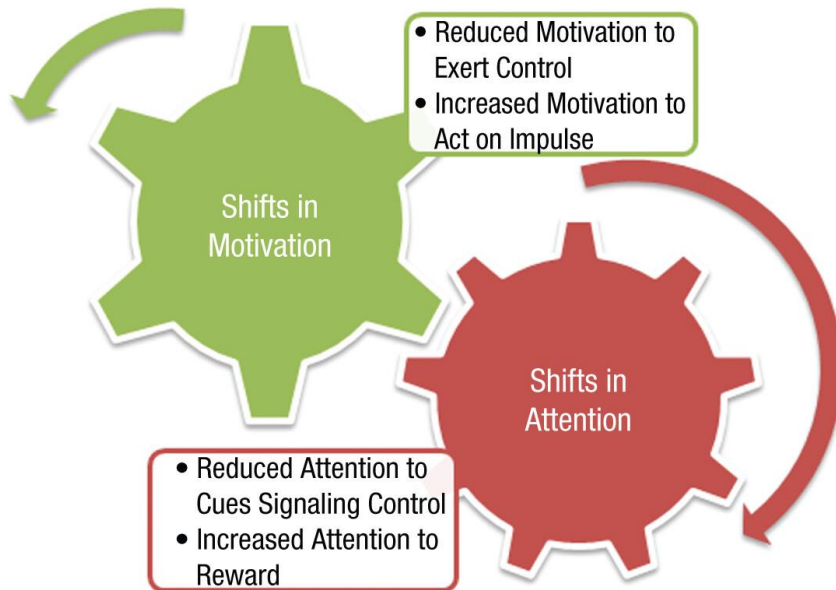 • Reduced Motivation to
Exert Control
• Increased Motivation to
Act on Impulse
Shifts in
Motivation
Shifts in
Attention
• Reduced Attention to
Cues Signaling Control
• Increased Attention to
Reward